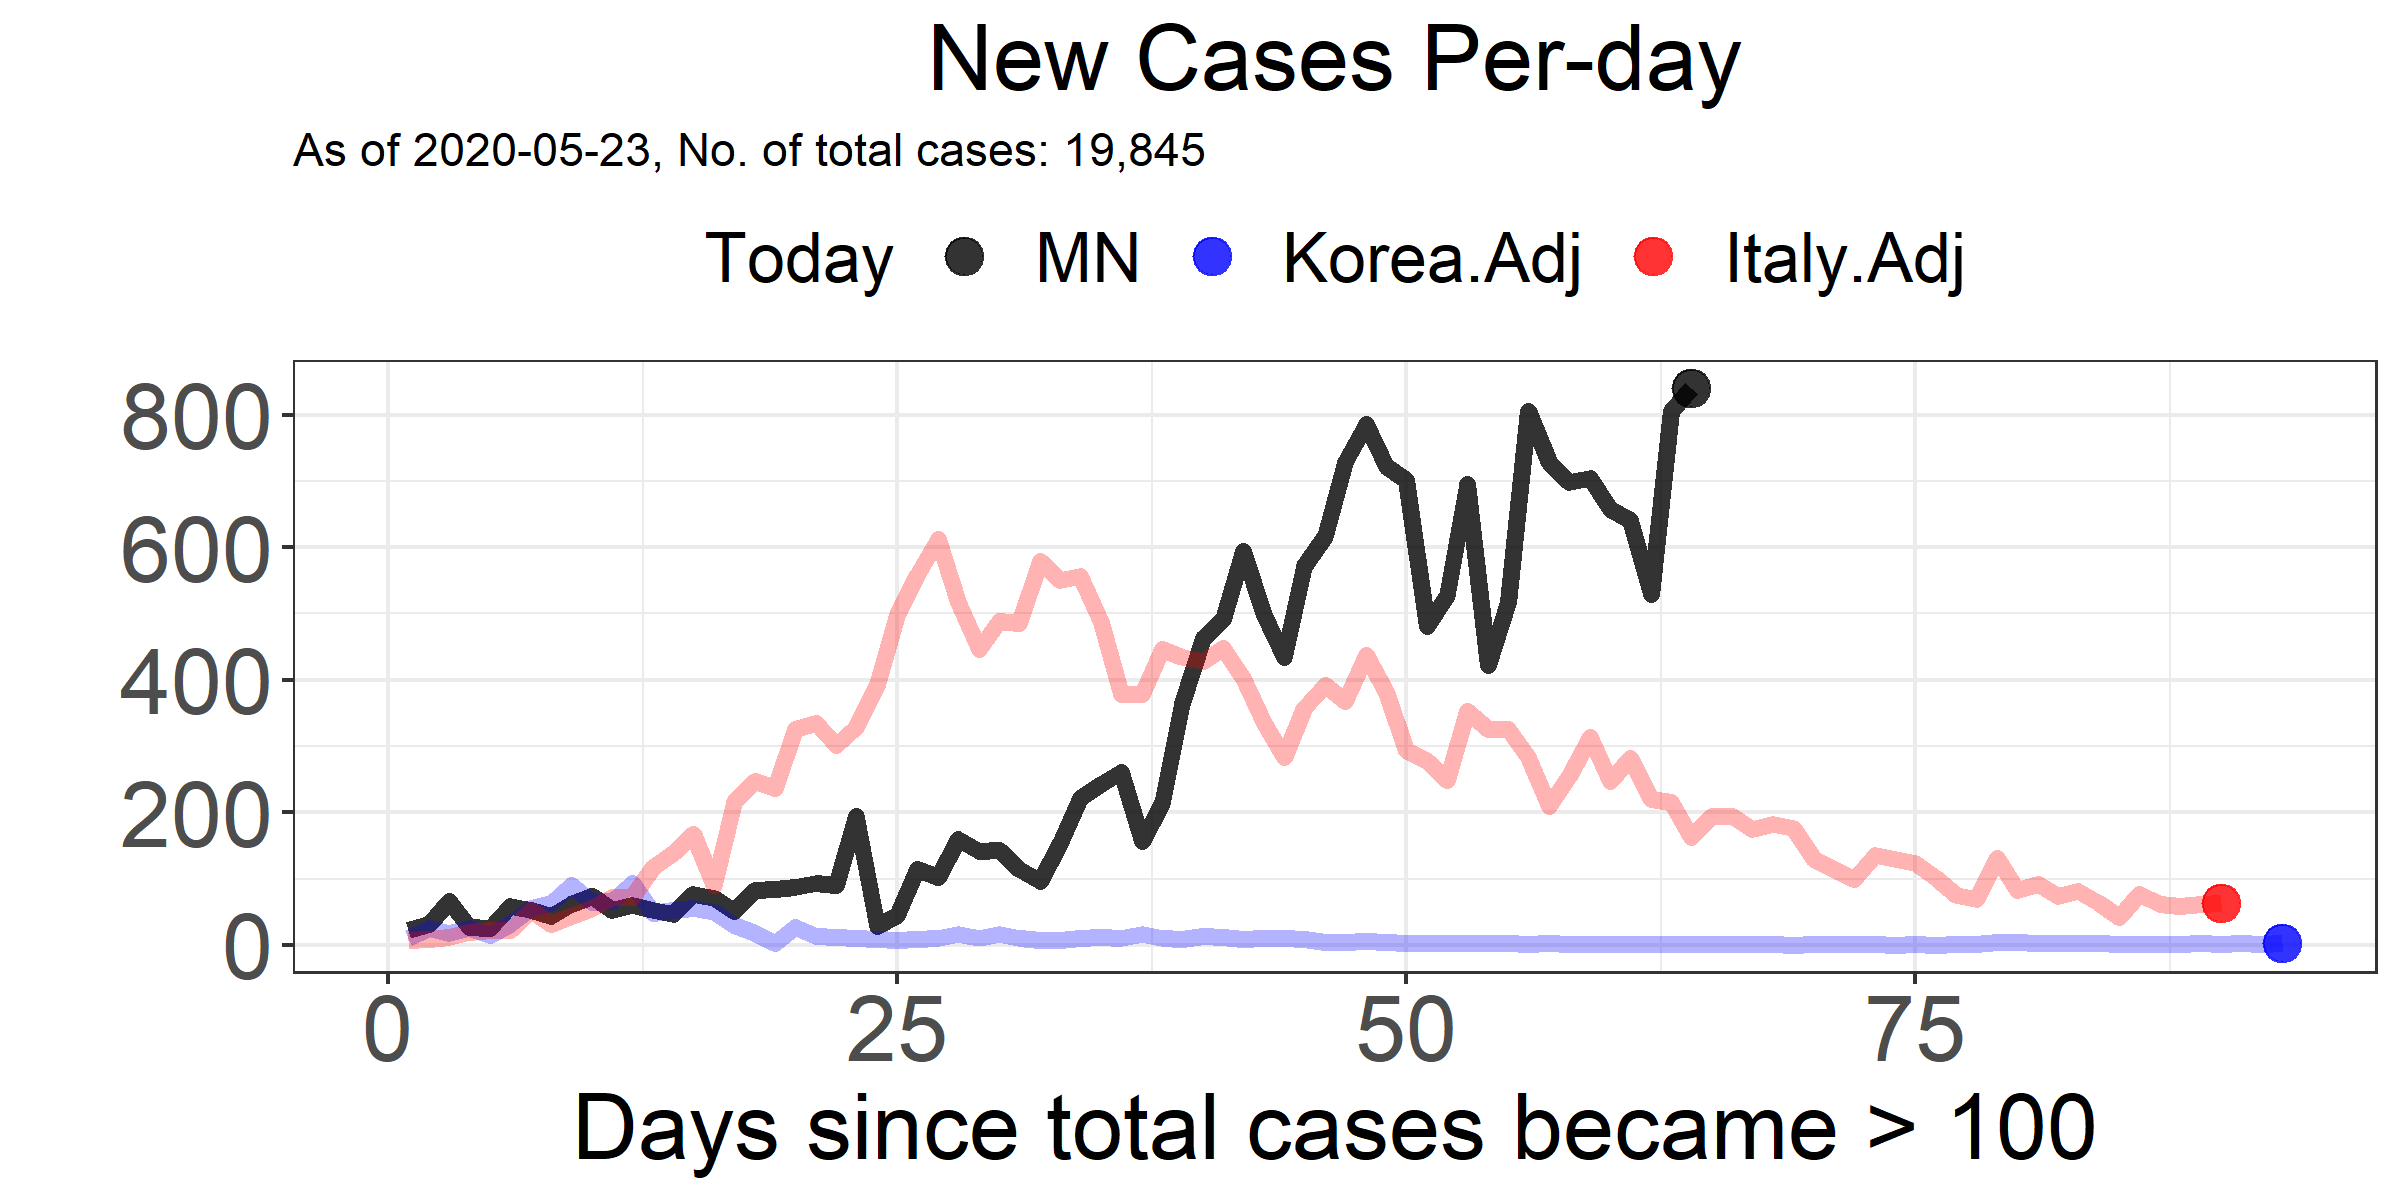 New Cases Per-day
As of 2020-05-23, No. of total cases: 19,845
Today MN Korea.Adj Italy.Adj
800
600
400
200
0
0 25 50 75
Days since total cases became > 100